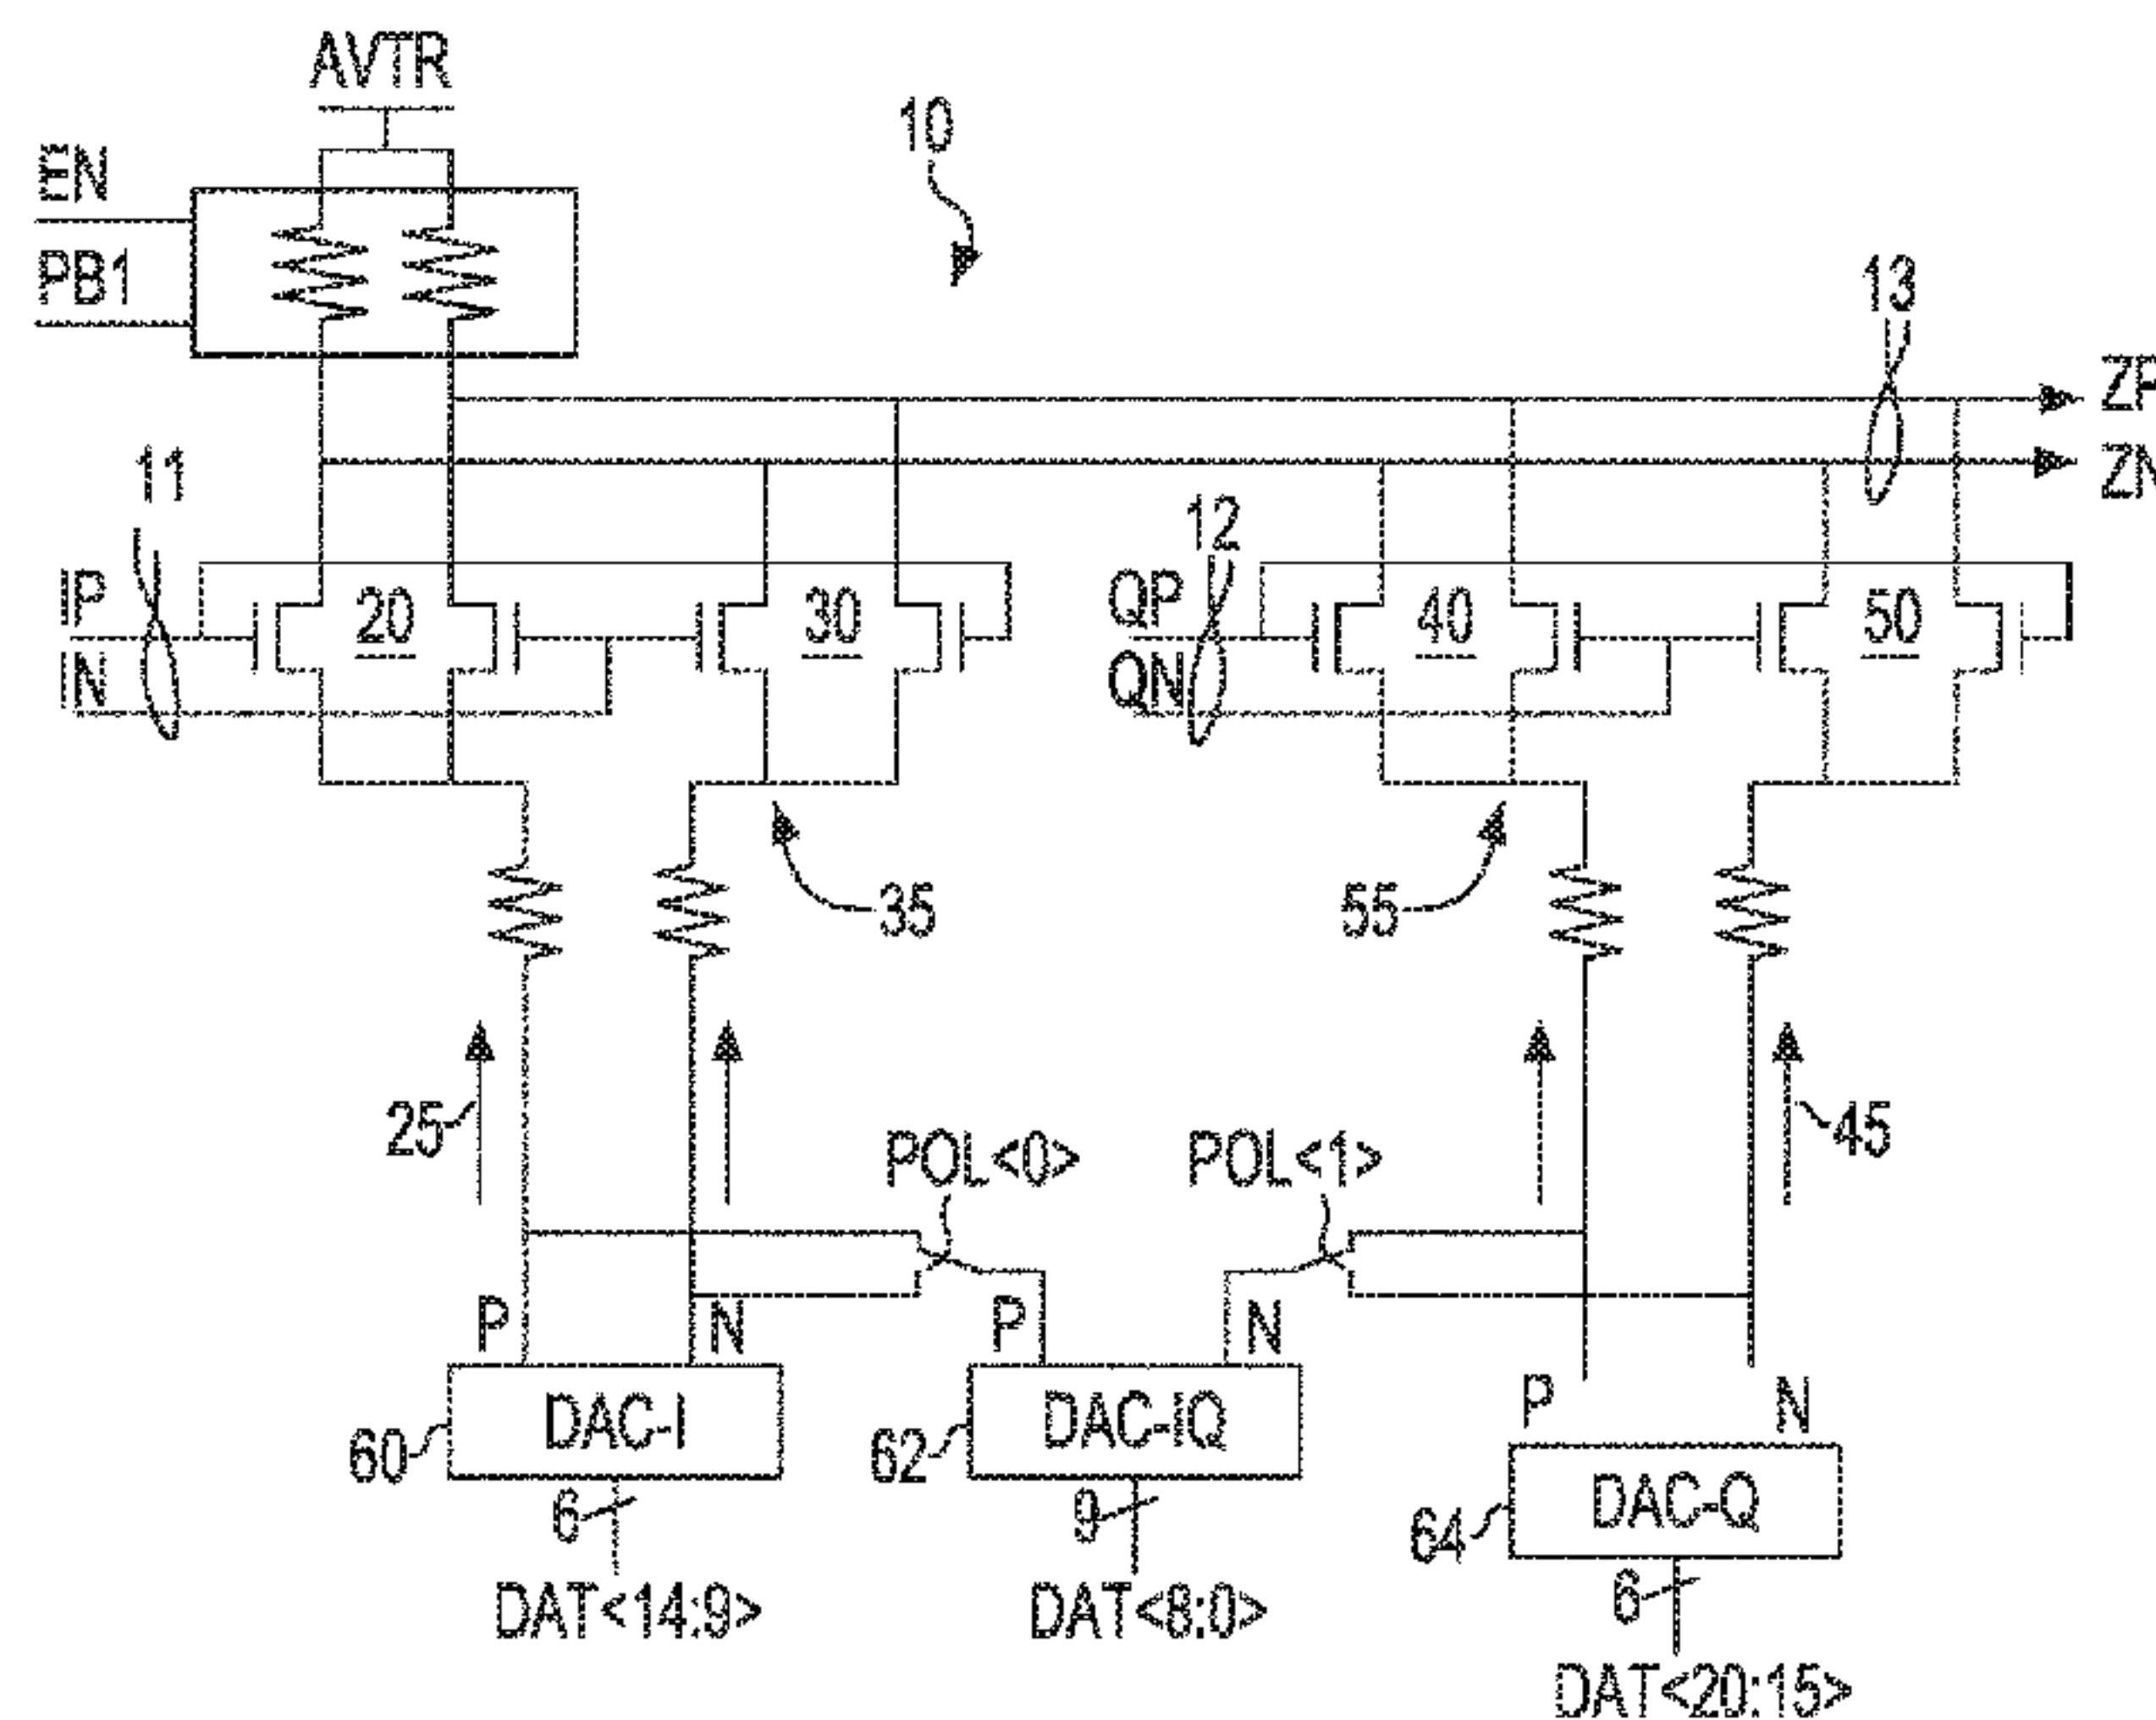 AVTR
EN
PB1
10
13
ZP
ZN
11
12
IP
IN
20
30
QP
QN
40
50
35
55
25
45
POL<0>
POL<1>
P
N
P
N
P
N
DAC-I
DAC-IQ
DAC-Q
60
62
64
6
9
6
DAT<14:9>
DAT<8:0>
DAT<20:15>